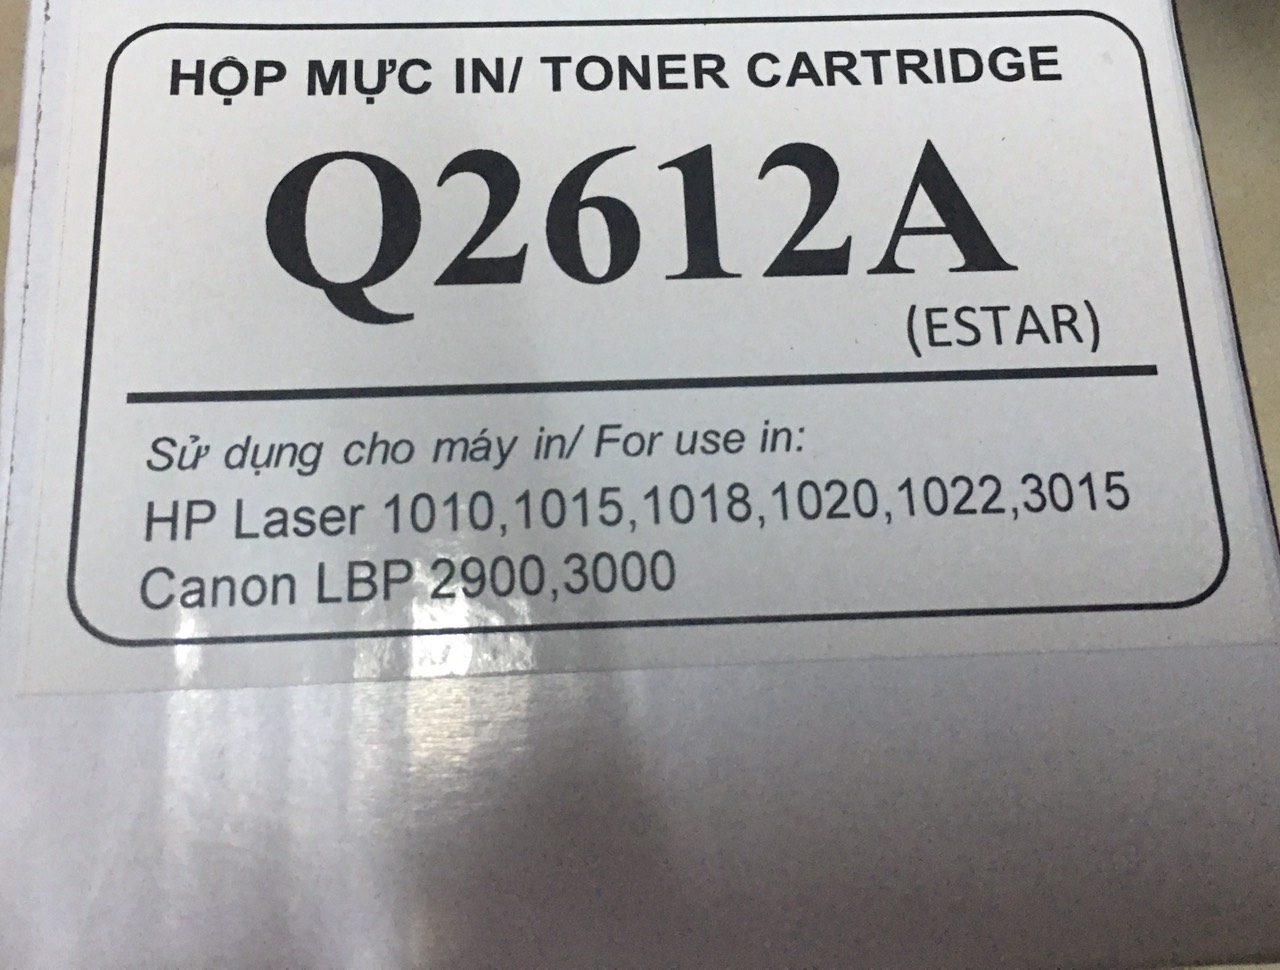 HỘP MỰC IN/ TONER CARTRIDGE
Q2612A
(ESTAR)
Sử dụng cho máy in/ For use in:
HP Laser 1010,1015,1018,1020,1022,3015
Canon LBP 2900,3000